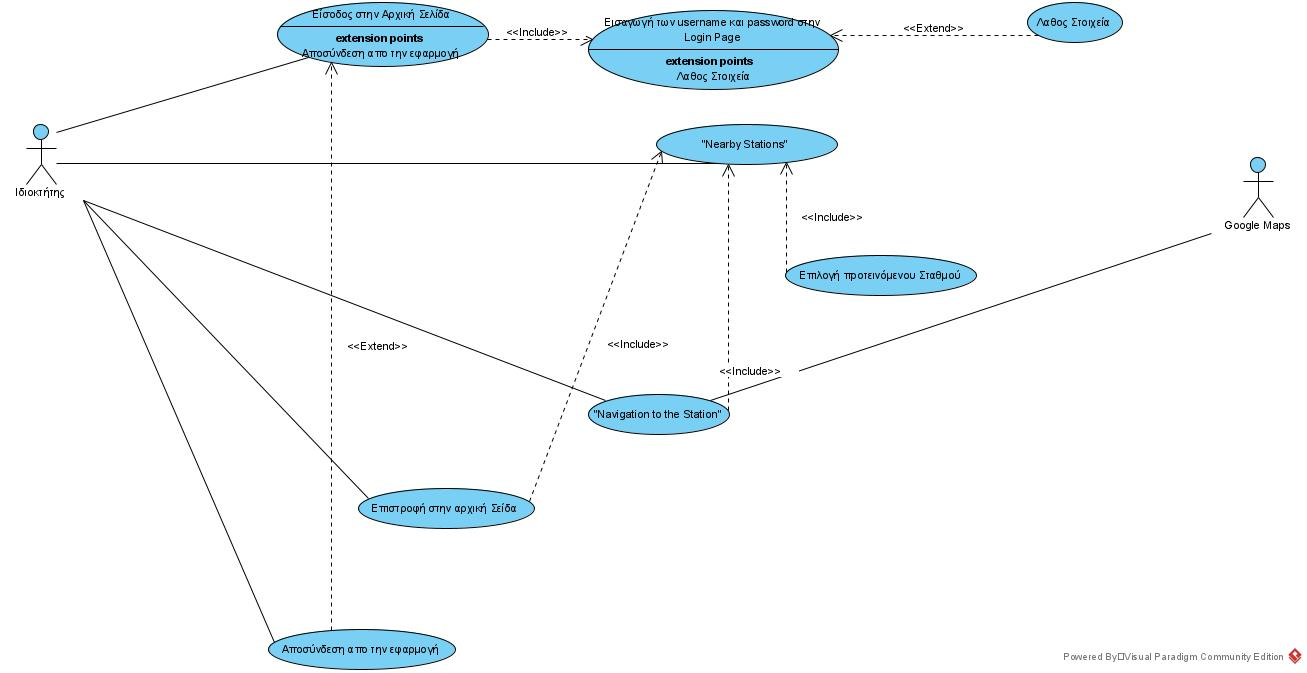 Είσοδος στην Αρχική Σελίδα
extension points
Αποσύνδεση απο την εφαρμογή
<<Include>>
Εισαγωγή των username και password στην
Login Page
extension points
Λαθος Στοιχεία
<<Extend>>
Λαθος Στοιχεία
"Nearby Stations"
Ιδιοκτήτης
Google Maps
<<Include>>
Επιλογή προτεινόμενου Σταθμού
<<Extend>>
<<Include>>
<<Include>>
"Navigation to the Station"
Επιστροφή στην αρχική Σείδα
Αποσύνδεση απο την εφαρμογή
Powered By Visual Paradigm Community Edition